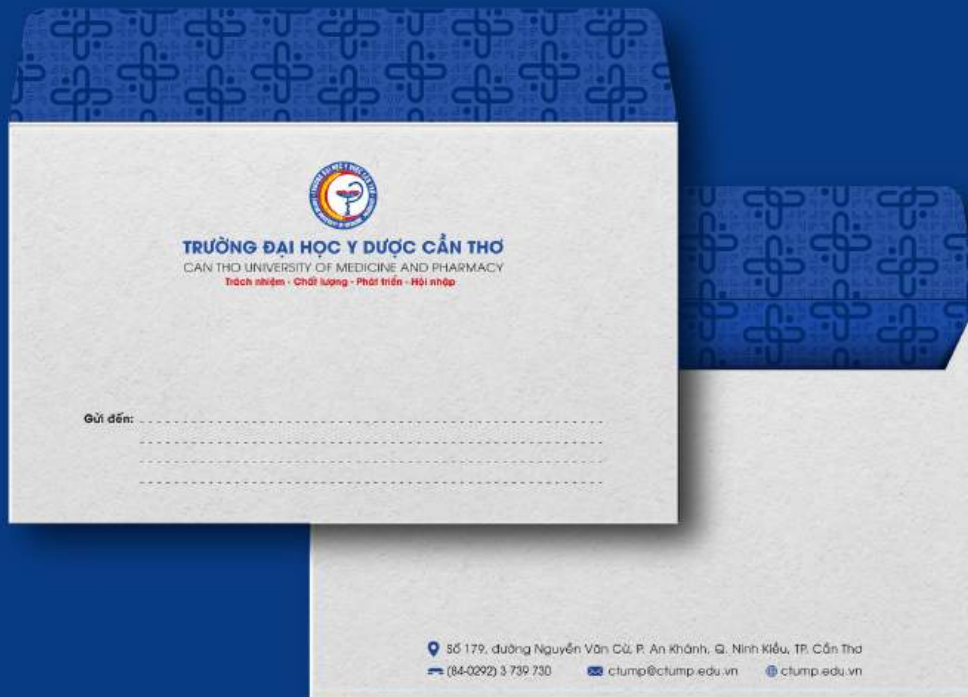 TRƯỜNG ĐẠI HỌC Y DƯỢC CẦN THƠ
CAN THO UNIVERSITY OF MEDICINE AND PHARMACY
Trách nhiệm - Chất lượng - Phát triển - Hội nhập
Gửi đến:
Số 179, đường Nguyễn Văn Cừ, P. An Khánh, Q. Ninh Kiều, TP. Cần Thơ
(84-0292) 3 739 730 ctump@ctump.edu.vn ctump.edu.vn